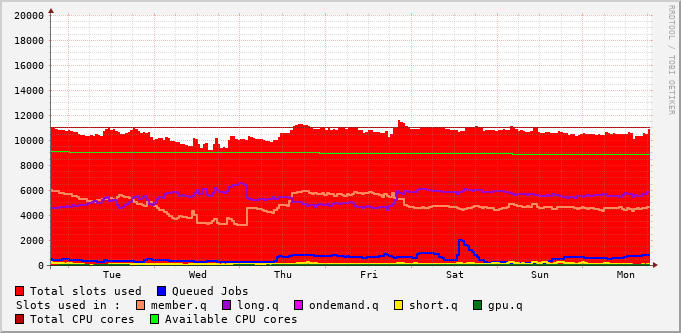 20000
18000
16000
14000
12000
10000
8000
6000
4000
2000
0
Tue Wed Thu Fri Sat Sun Mon
RRDTOOL / TOBI OETIKER
Total slots used Queued Jobs
Slots used in : member.q long.q ondemand.q short.q gpu.q
Total CPU cores Available CPU cores